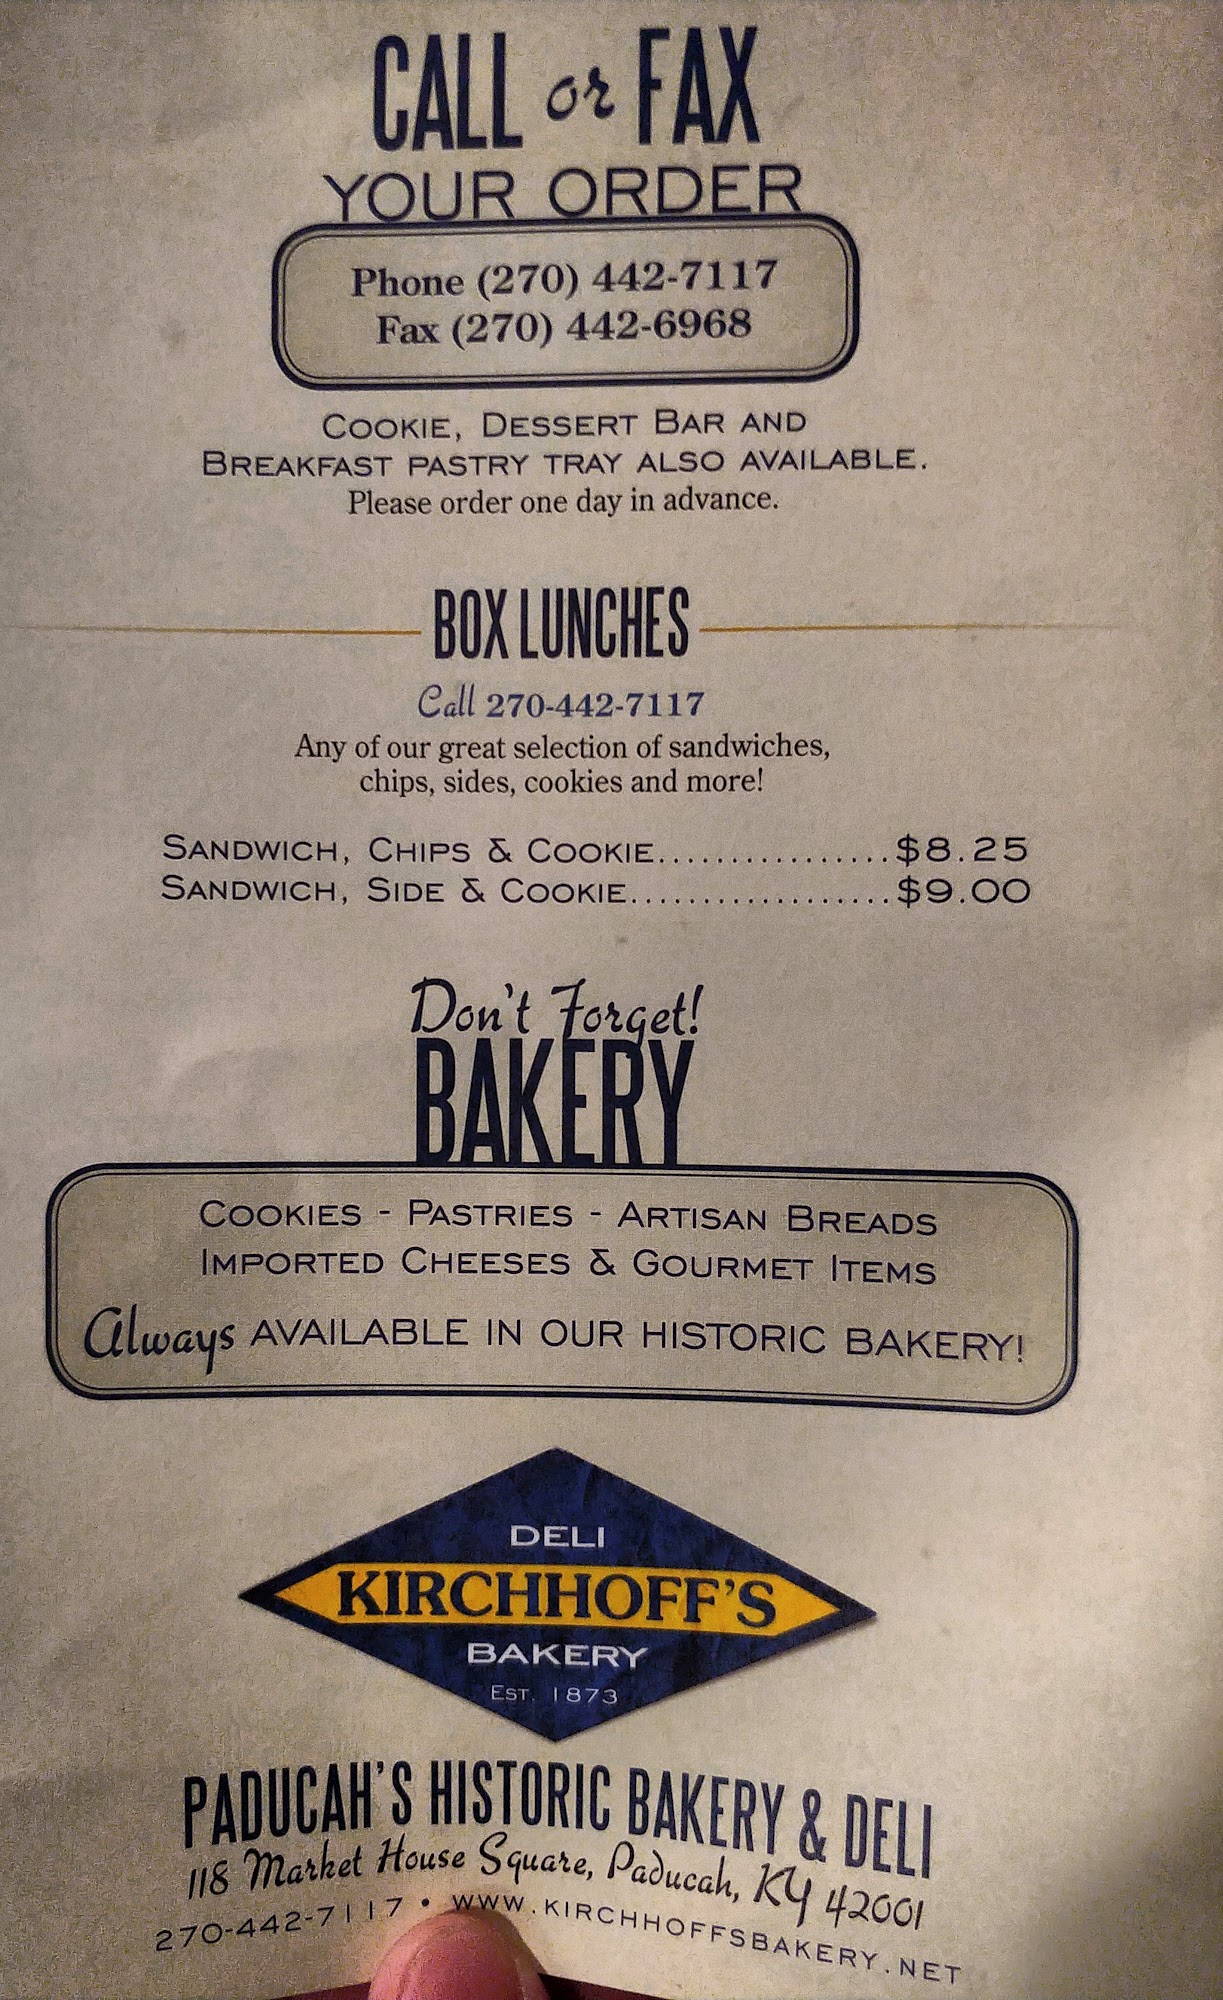 CALL or FAX
YOUR ORDER
Phone (270) 442-7117
Fax (270) 442-6968
COOKIE, DESSERT BAR AND
BREAKFAST PASTRY TRAY ALSO AVAILABLE.
Please order one day in advance.
BOX LUNCHES
Call 270-442-7117
Any of our great selection of sandwiches,
chips, sides, cookies and more!
SANDWICH, CHIPS & COOKIE................$8.25
SANDWICH, SIDE & COOKIE..................$9.00
Don't Forget!
BAKERY
COOKIES - PASTRIES - ARTISAN BREADS
IMPORTED CHEESES & GOURMET ITEMS
Always AVAILABLE IN OUR HISTORIC BAKERY!
DELI
KIRCHHOFF'S
BAKERY
EST. 1873
PADUCAH'S HISTORIC BAKERY & DELI
118 Market House Square, Paducah, KY 42001
270-442-7117 • WWW.KIRCHHOFFSBAKERY.NET